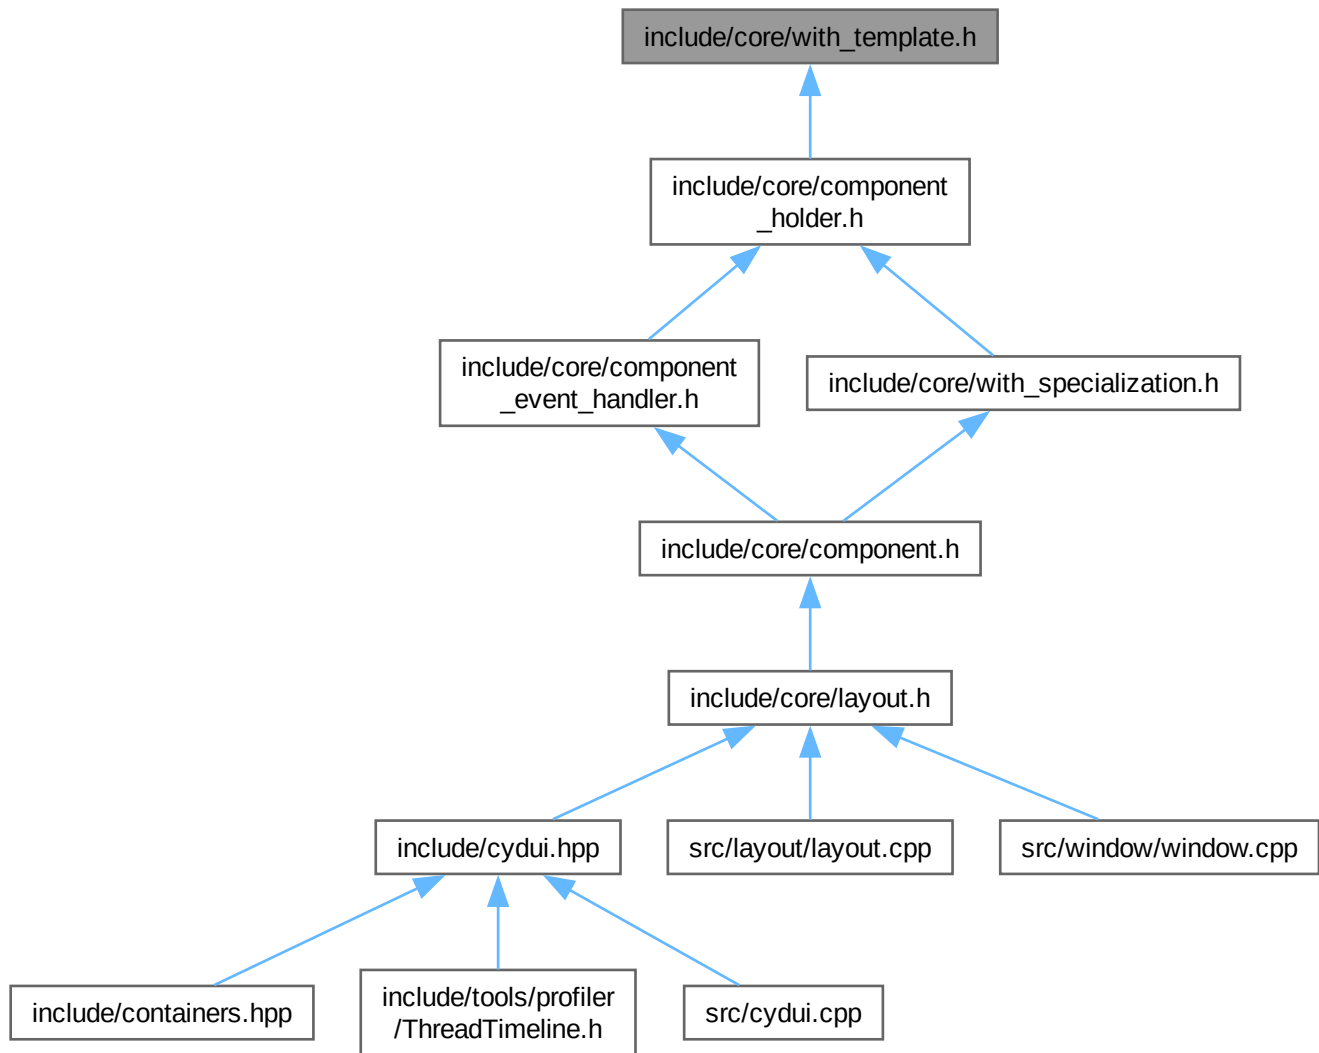 include/core/with_template.h
include/core/component
_holder.h
include/core/component
_event_handler.h
include/core/with_specialization.h
include/core/component.h
include/core/layout.h
include/cydui.hpp
src/layout/layout.cpp
src/window/window.cpp
include/containers.hpp
include/tools/profiler
/ThreadTimeline.h
src/cydui.cpp